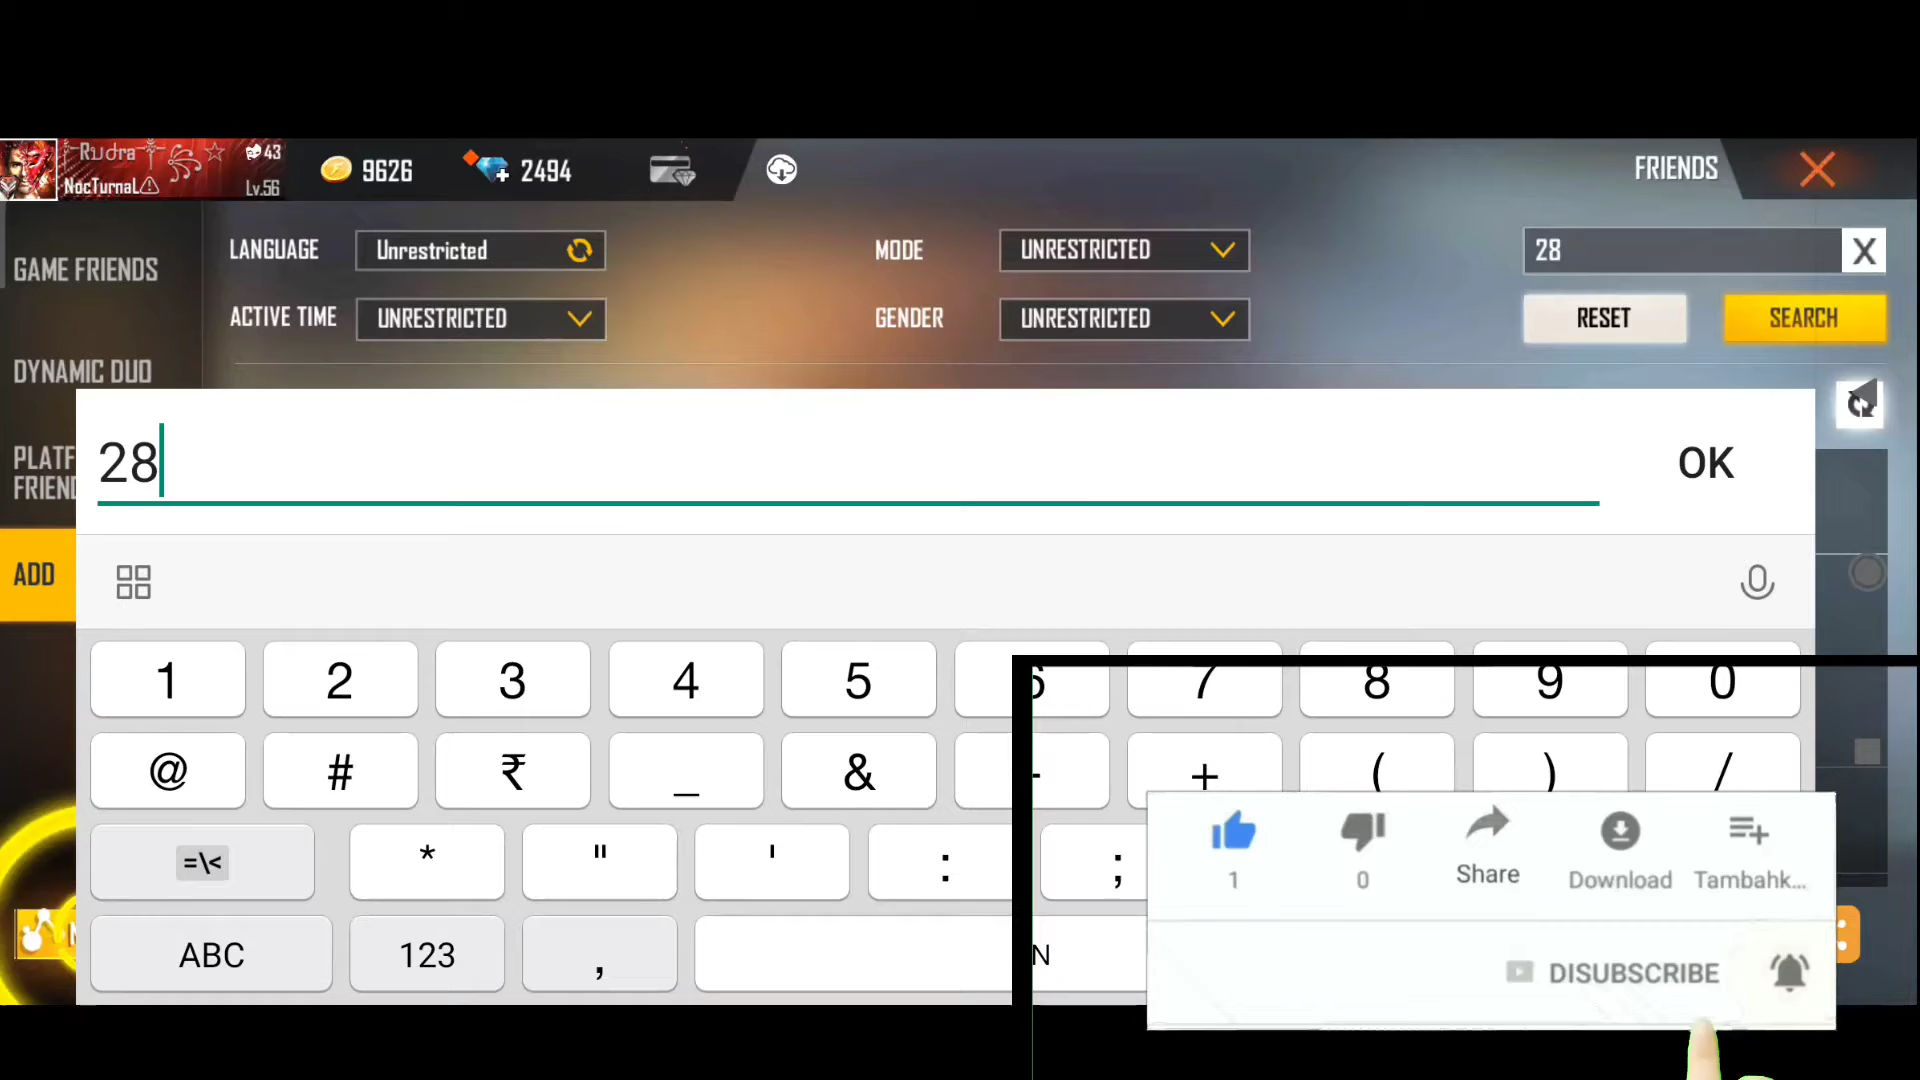 Rudra
NocTurnaL
43
Lv.56
9626
2494
FRIENDS
GAME FRIENDS
DYNAMIC DUO
ADD
LANGUAGE
Unrestricted
MODE
UNRESTRICTED
28
X
ACTIVE TIME
UNRESTRICTED
GENDER
UNRESTRICTED
RESET
SEARCH
28
OK
1 2 3 4 5 6 7 8 9 0
@ # ₹ _ & - + ( ) /
=\< * " ' : ;
ABC 123 ,
1
0
Share
Download
Tambahk...
DISUBSCRIBE